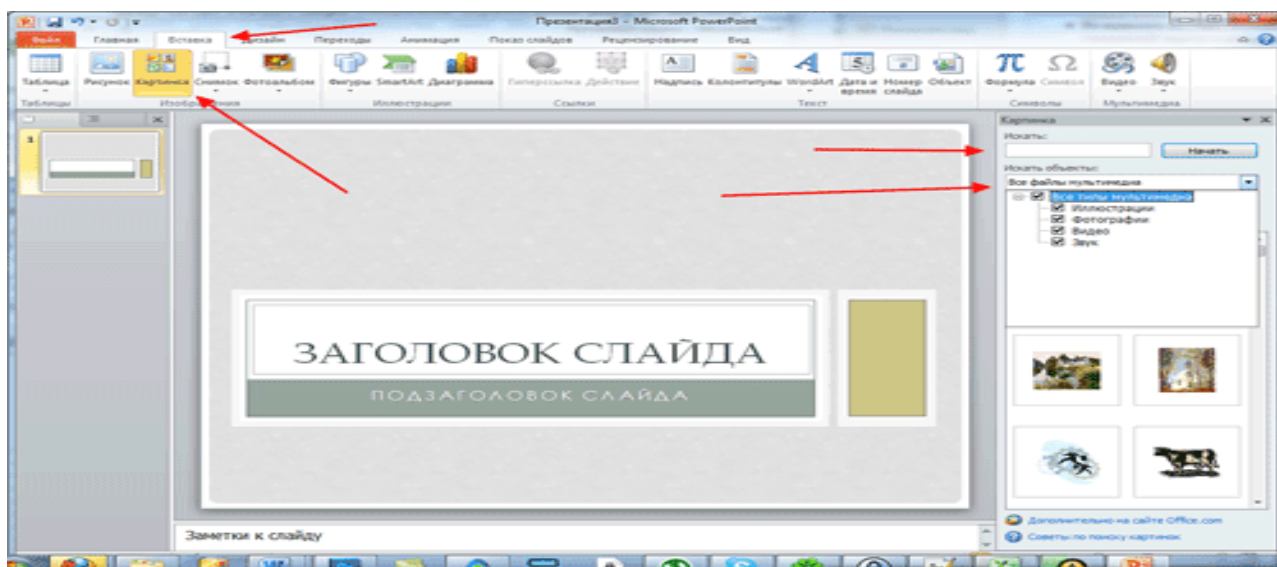 Презентация3 - Microsoft PowerPoint
Файл Главная Вставка Дизайн Переходы Анимация Показ слайдов Рецензирование Вид
Таблица Рисунок Картинка Снимок Фотоальбом Фигуры SmartArt Диаграмма Гиперссылка Действие Надпись Колонтитулы WordArt Дата и время Номер слайда Объект Формула Символ Видео Звук
Таблицы Изображения Иллюстрации Ссылки Текст Символы Мультимедиа
Картинка
Искать:
Начать
Искать объекты:
Все файлы мультимедиа
Все типы мультимедиа
Иллюстрации
Фотографии
Видео
Звук
1
ЗАГОЛОВОК СЛАЙДА
ПОДЗАГОЛОВОК СЛАЙДА
Дополнительно на сайте Office.com
Советы по поиску картинок
Заметки к слайду